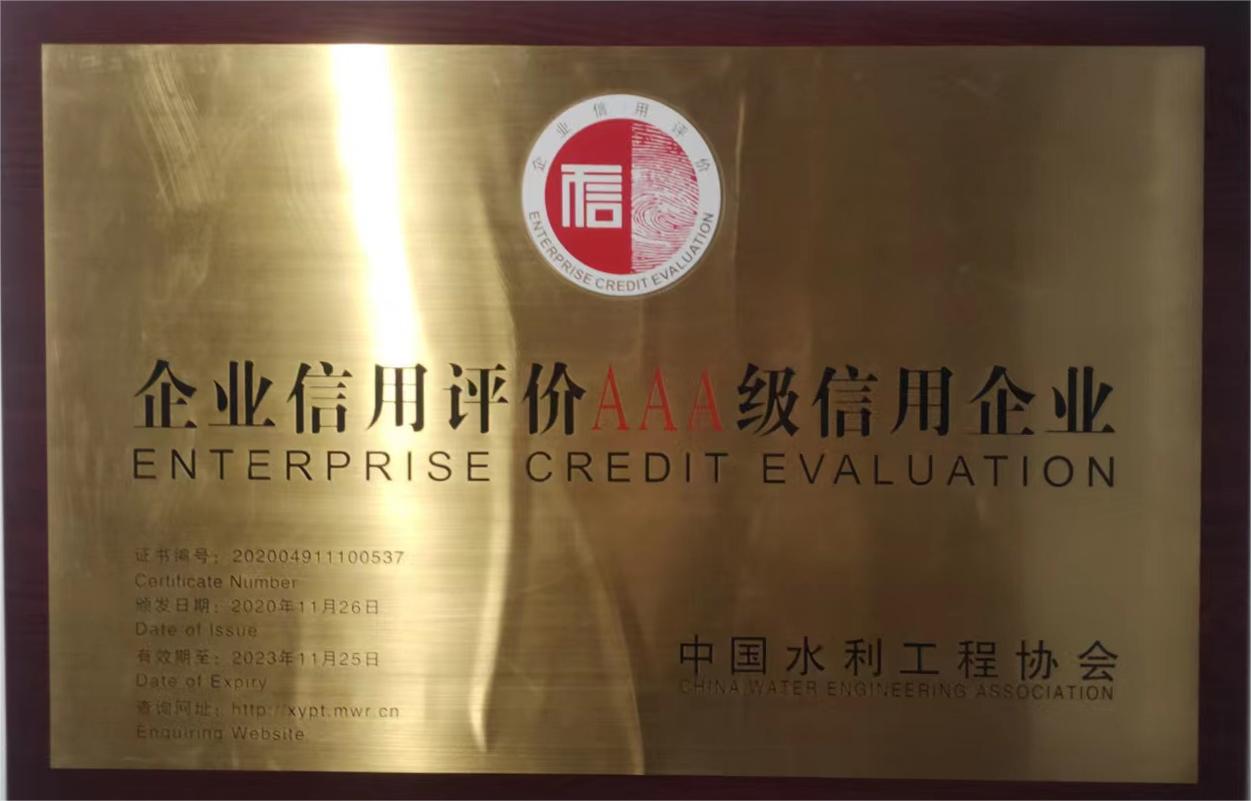 企业信用评价
信
ENTERPRISE CREDIT EVALUATION
企业信用评价AAA级信用企业
ENTERPRISE CREDIT EVALUATION
证书编号：202004911100537
Certificate Number
颁发日期：2020年11月26日
Date of Issue
有效期至：2023年11月25日
Date of Expiry
查询网址：http://xypt.mwr.cn
Enquiring Website
中国水利工程协会
CHINA WATER ENGINEERING ASSOCIATION